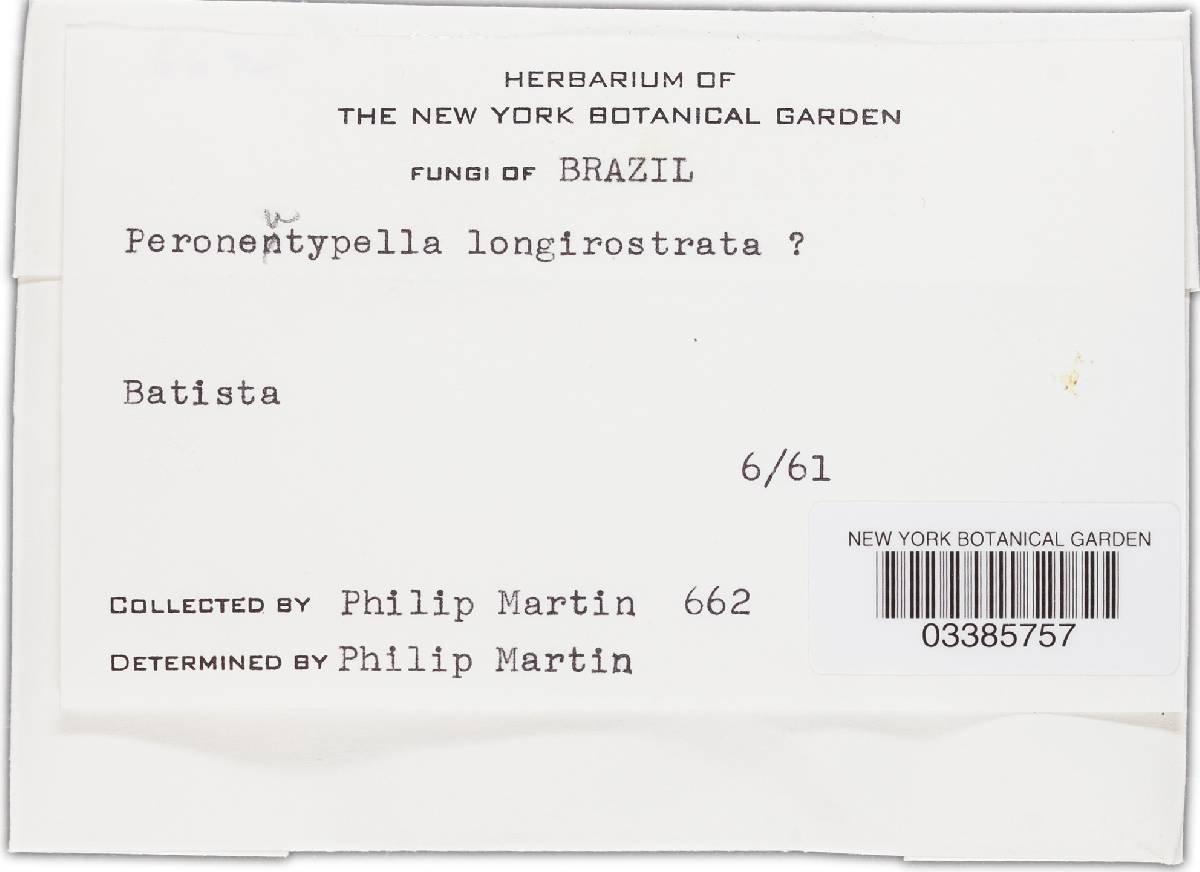 HERBARIUM OF
THE NEW YORK BOTANICAL GARDEN
FUNGI OF BRAZIL
u
Peronentypella longirostrata ?
Batista
6/61
NEW YORK BOTANICAL GARDEN
03385757
COLLECTED BY Philip Martin 662
DETERMINED BY Philip Martin